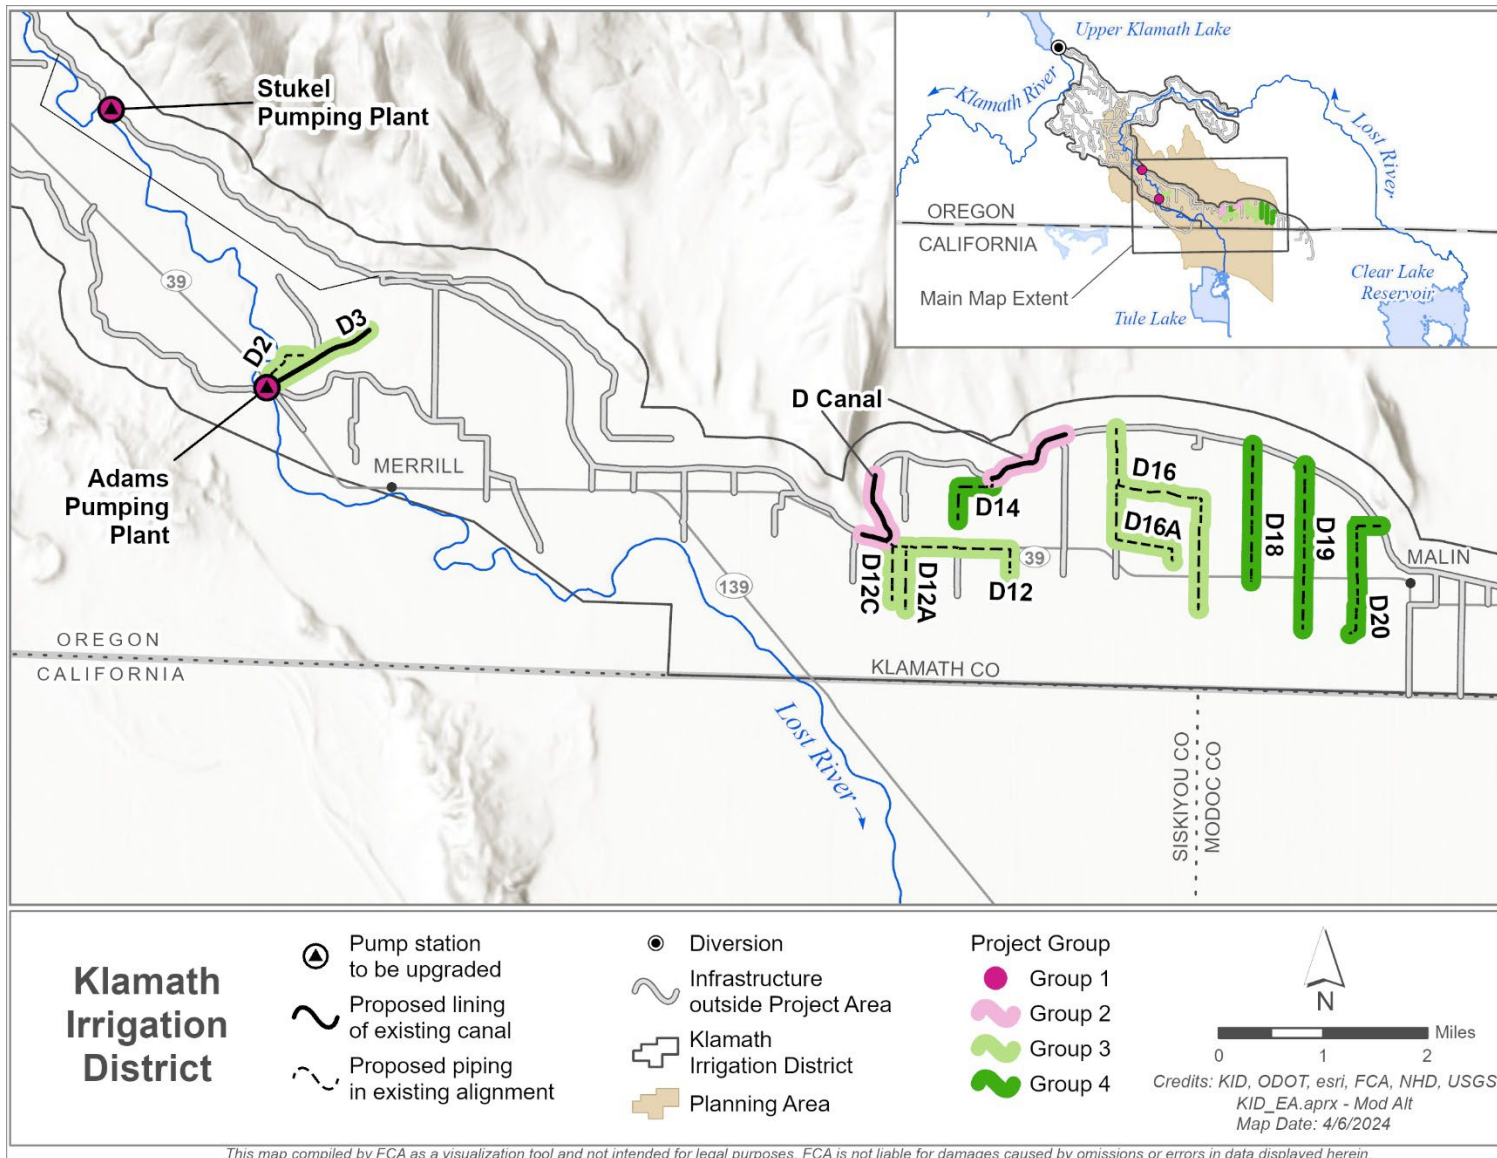 Stukel
Pumping Plant
39
D2
D3
Adams
Pumping
Plant
MERRILL
139
OREGON
CALIFORNIA
Lost River
D Canal
D14
D12C
D12A
D12
39
D16
D16A
D18
D19
D20
MALIN
KLAMATH CO
SISKIYOU CO
MODOC CO
Upper Klamath Lake
Klamath River
Lost River
OREGON
CALIFORNIA
Main Map Extent
Tule Lake
Clear Lake
Reservoir
Klamath
Irrigation
District
Pump station
to be upgraded
Proposed lining
of existing canal
Proposed piping
in existing alignment
Diversion
Infrastructure
outside Project Area
Klamath
Irrigation District
Planning Area
Project Group
Group 1
Group 2
Group 3
Group 4
N
Miles
0 1 2
Credits: KID, ODOT, esri, FCA, NHD, USGS
KID_EA.aprx - Mod Alt
Map Date: 4/6/2024
This map compiled by FCA as a visualization tool and not intended for legal purposes. FCA is not liable for damages caused by omissions or errors in data displayed herein.